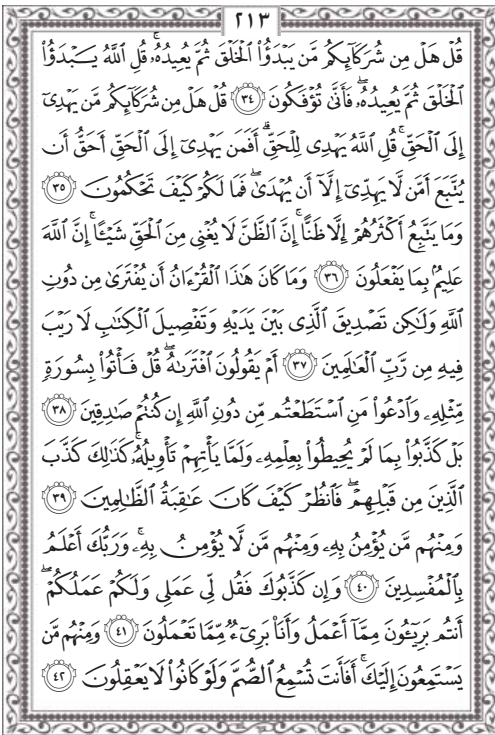 ٢١٣
قُلْ هَلْ مِن شُرَكَآئِكُم مَّن يَبْدَؤُا۟ ٱلْخَلْقَ ثُمَّ يُعِيدُهُۥ ۚ قُلِ ٱللَّهُ يَبْدَؤُا۟
ٱلْخَلْقَ ثُمَّ يُعِيدُهُۥ ۖ فَأَنَّىٰ تُؤْفَكُونَ ٣٤ قُلْ هَلْ مِن شُرَكَآئِكُم مَّن يَهْدِىٓ
إِلَى ٱلْحَقِّ ۚ قُلِ ٱللَّهُ يَهْدِى لِلْحَقِّ ۗ أَفَمَن يَهْدِىٓ إِلَى ٱلْحَقِّ أَحَقُّ أَن
يُتَّبَعَ أَمَّن لَّا يَهِدِّىٓ إِلَّآ أَن يُهْدَىٰ ۖ فَمَا لَكُمْ كَيْفَ تَحْكُمُونَ ٣٥
وَمَا يَتَّبِعُ أَكْثَرُهُمْ إِلَّا ظَنًّا ۚ إِنَّ ٱلظَّنَّ لَا يُغْنِى مِنَ ٱلْحَقِّ شَيْـًٔا ۚ إِنَّ ٱللَّهَ
عَلِيمٌۢ بِمَا يَفْعَلُونَ ٣٦ وَمَا كَانَ هَٰذَا ٱلْقُرْءَانُ أَن يُفْتَرَىٰ مِن دُونِ
ٱللَّهِ وَلَٰكِن تَصْدِيقَ ٱلَّذِى بَيْنَ يَدَيْهِ وَتَفْصِيلَ ٱلْكِتَٰبِ لَا رَيْبَ
فِيهِ مِن رَّبِّ ٱلْعَٰلَمِينَ ٣٧ أَمْ يَقُولُونَ ٱفْتَرَىٰهُ ۖ قُلْ فَأْتُوا۟ بِسُورَةٍ
مِّثْلِهِۦ وَٱدْعُوا۟ مَنِ ٱسْتَطَعْتُم مِّن دُونِ ٱللَّهِ إِن كُنتُمْ صَٰدِقِينَ ٣٨
بَلْ كَذَّبُوا۟ بِمَا لَمْ يُحِيطُوا۟ بِعِلْمِهِۦ وَلَمَّا يَأْتِهِمْ تَأْوِيلُهُۥ ۚ كَذَٰلِكَ كَذَّبَ
ٱلَّذِينَ مِن قَبْلِهِمْ ۖ فَٱنظُرْ كَيْفَ كَانَ عَٰقِبَةُ ٱلظَّٰلِمِينَ ٣٩
وَمِنْهُم مَّن يُؤْمِنُ بِهِۦ وَمِنْهُم مَّن لَّا يُؤْمِنُ بِهِۦ ۚ وَرَبُّكَ أَعْلَمُ
بِٱلْمُفْسِدِينَ ٤٠ وَإِن كَذَّبُوكَ فَقُل لِّى عَمَلِى وَلَكُمْ عَمَلُكُمْ ۖ
أَنتُم بَرِيٓـُٔونَ مِمَّآ أَعْمَلُ وَأَنَا۠ بَرِىٓءٌ مِّمَّا تَعْمَلُونَ ٤١ وَمِنْهُم مَّن
يَسْتَمِعُونَ إِلَيْكَ ۚ أَفَأَنتَ تُسْمِعُ ٱلصُّمَّ وَلَوْ كَانُوا۟ لَا يَعْقِلُونَ ٤٢